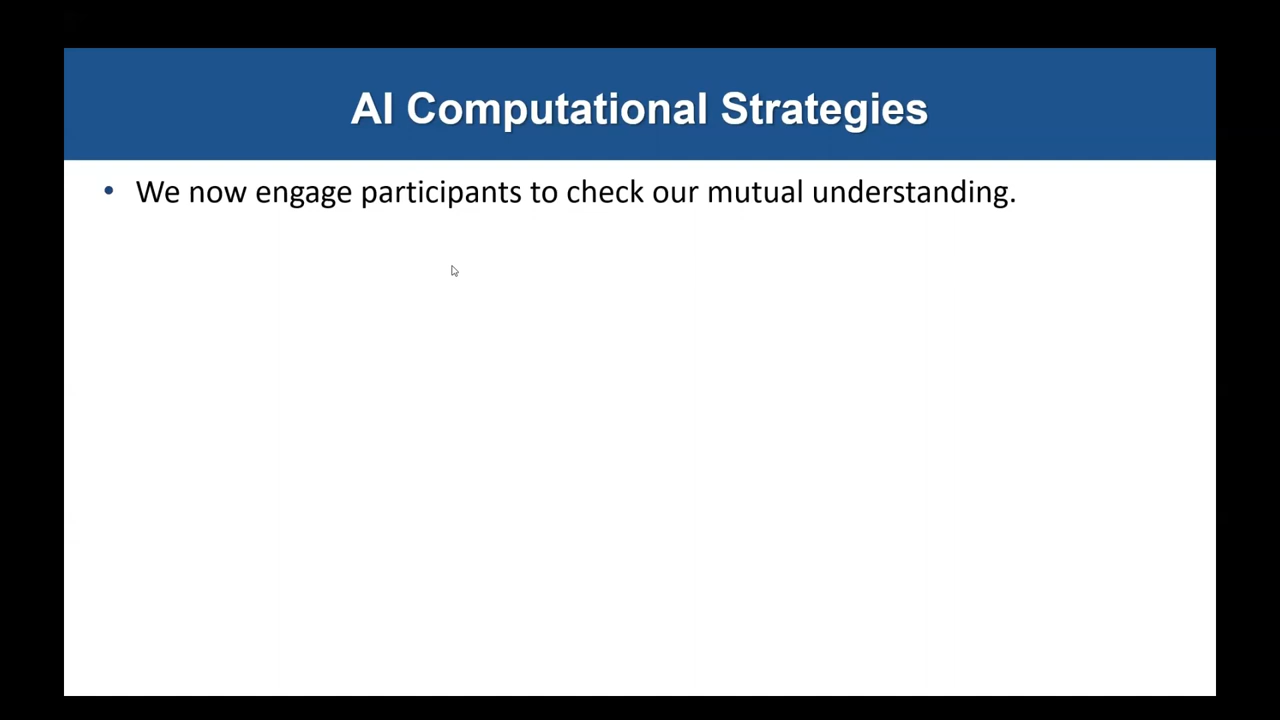 AI Computational Strategies
• We now engage participants to check our mutual understanding.